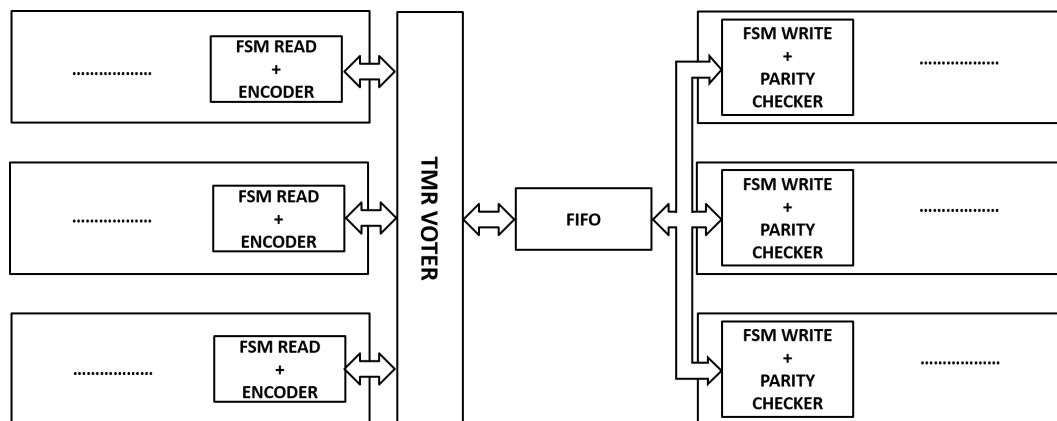 FSM READ
+
ENCODER
..................
FSM READ
+
ENCODER
..................
FSM READ
+
ENCODER
..................
TMR VOTER
FIFO
FSM WRITE
+
PARITY
CHECKER
..................
FSM WRITE
+
PARITY
CHECKER
..................
FSM WRITE
+
PARITY
CHECKER
..................